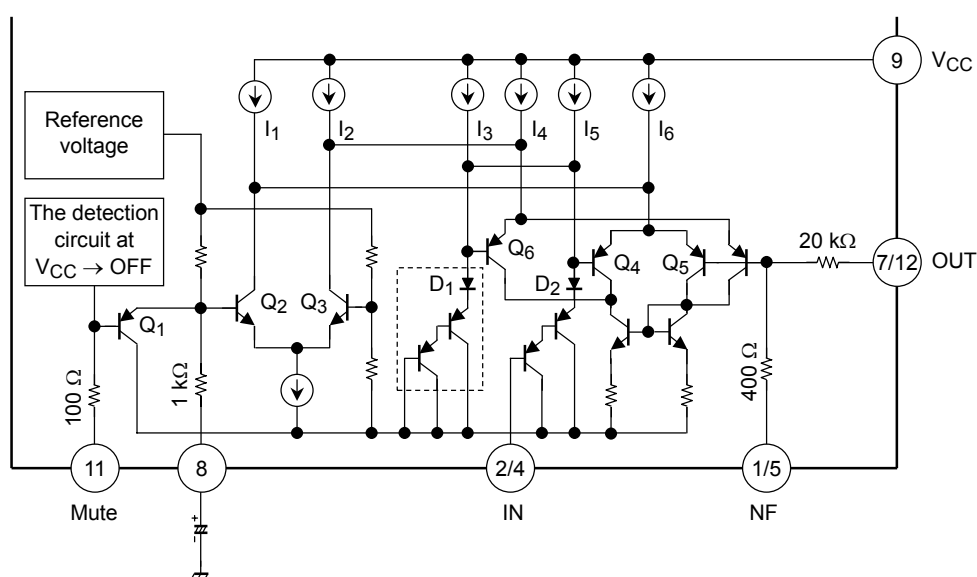 9
V_CC
Reference
voltage
I1
I2
I3
I4
I5
I6
The detection
circuit at
V_CC → OFF
Q6
Q4
Q5
20 kΩ
7/12
OUT
D1
D2
Q1
Q2
Q3
100 Ω
1 kΩ
400 Ω
11
8
2/4
1/5
Mute
IN
NF
+
-